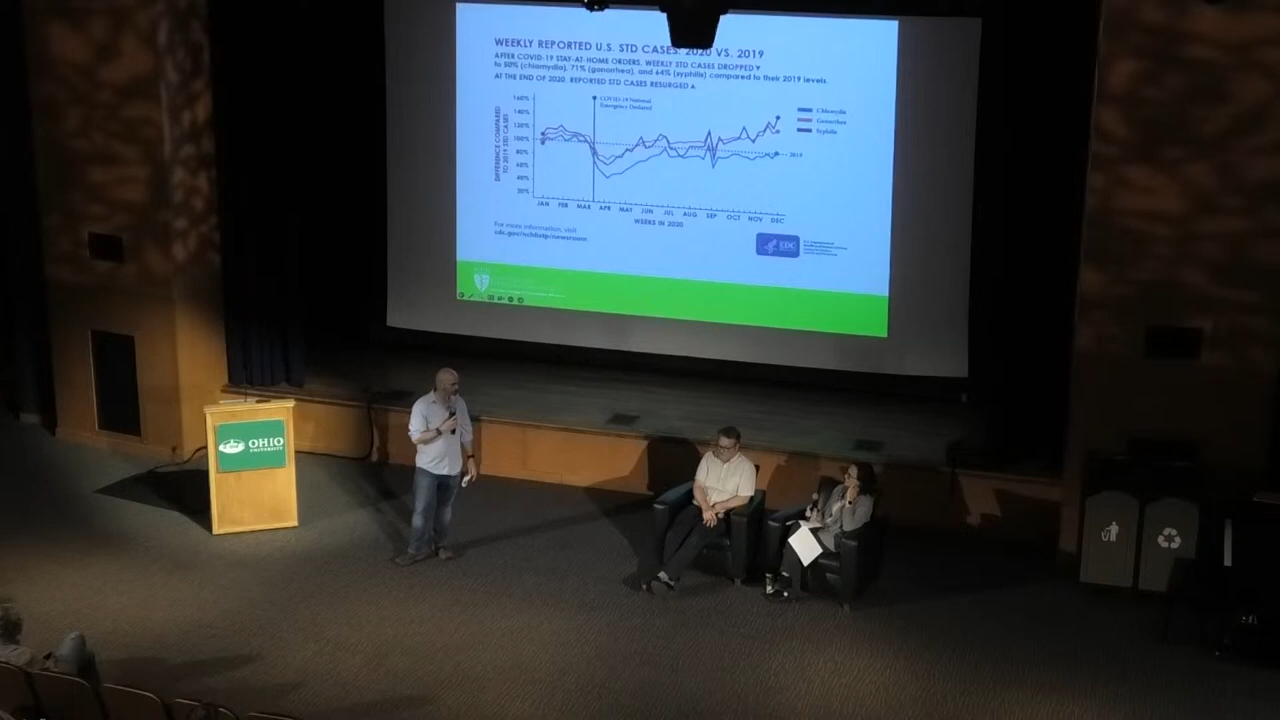 WEEKLY REPORTED U.S. STD CASES: 2020 VS. 2019
AFTER COVID-19 STAY-AT-HOME ORDERS, WEEKLY STD CASES DROPPED ▼
to 50% (chlamydia), 71% (gonorrhea), and 64% (syphilis) compared to their 2019 levels.
AT THE END OF 2020, REPORTED STD CASES RESURGED ▲
DIFFERENCE COMPARED
TO 2019 STD CASES
160%
140%
120%
100%
80%
60%
40%
20%
COVID-19 National
Emergency Declared
Chlamydia
Gonorrhea
Syphilis
2019
JAN FEB MAR APR MAY JUN JUL AUG SEP OCT NOV DEC
WEEKS IN 2020
For more information, visit
cdc.gov/nchhstp/newsroom
CDC
OHIO
UNIVERSITY